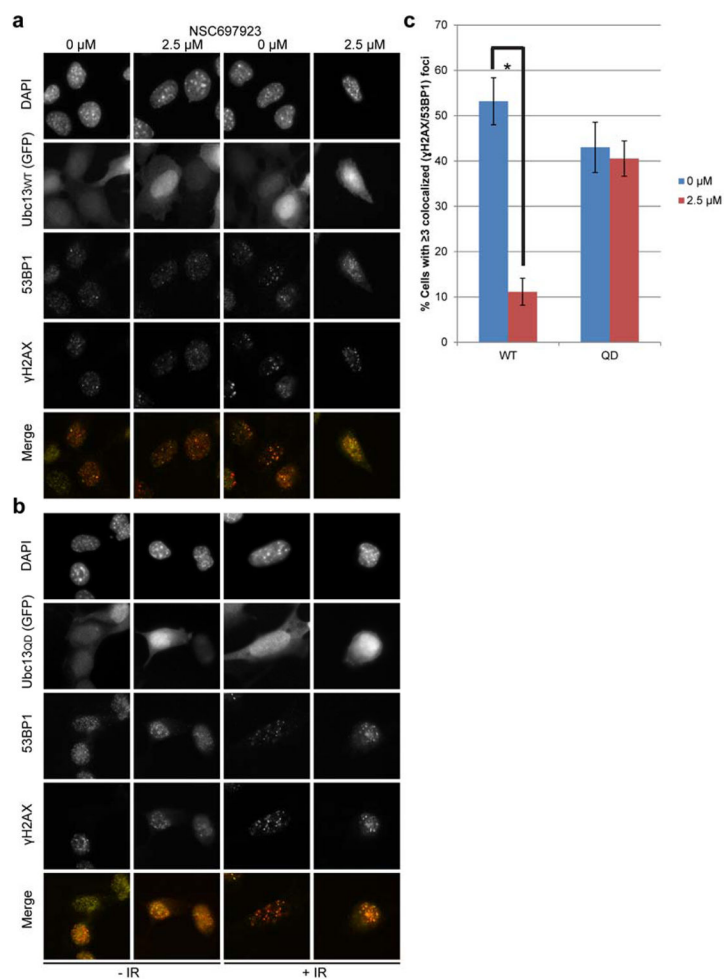 a
NSC697923
0 µM 2.5 µM 0 µM 2.5 µM
DAPI
Ubc13WT (GFP)
53BP1
γH2AX
Merge
b
DAPI
Ubc13QD (GFP)
53BP1
γH2AX
Merge
- IR + IR
c
% Cells with ≥3 colocalized (γH2AX/53BP1) foci
70
60
50
40
30
20
10
0
*
WT QD
0 µM
2.5 µM